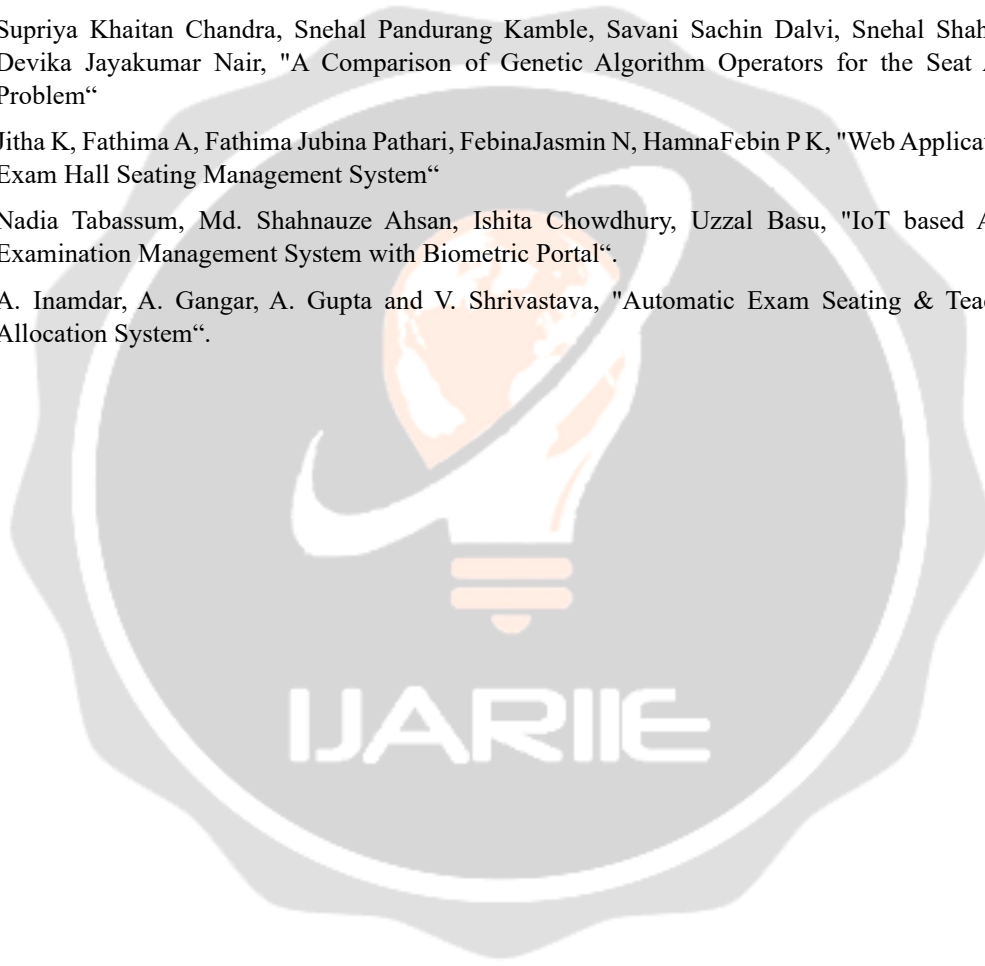 Supriya Khaitan Chandra, Snehal Pandurang Kamble, Savani Sachin Dalvi, Snehal Shah
Devika Jayakumar Nair, "A Comparison of Genetic Algorithm Operators for the Seat
Problem“
Jitha K, Fathima A, Fathima Jubina Pathari, FebinaJasmin N, HamnaFebin P K, "Web
Exam Hall Seating Management System“
Nadia Tabassum, Md. Shahnauze Ahsan, Ishita Chowdhury, Uzzal Basu, "IoT based
Examination Management System with Biometric Portal“.
A. Inamdar, A. Gangar, A. Gupta and V. Shrivastava, "Automatic Exam Seating &
Allocation System“.
IJARIIE